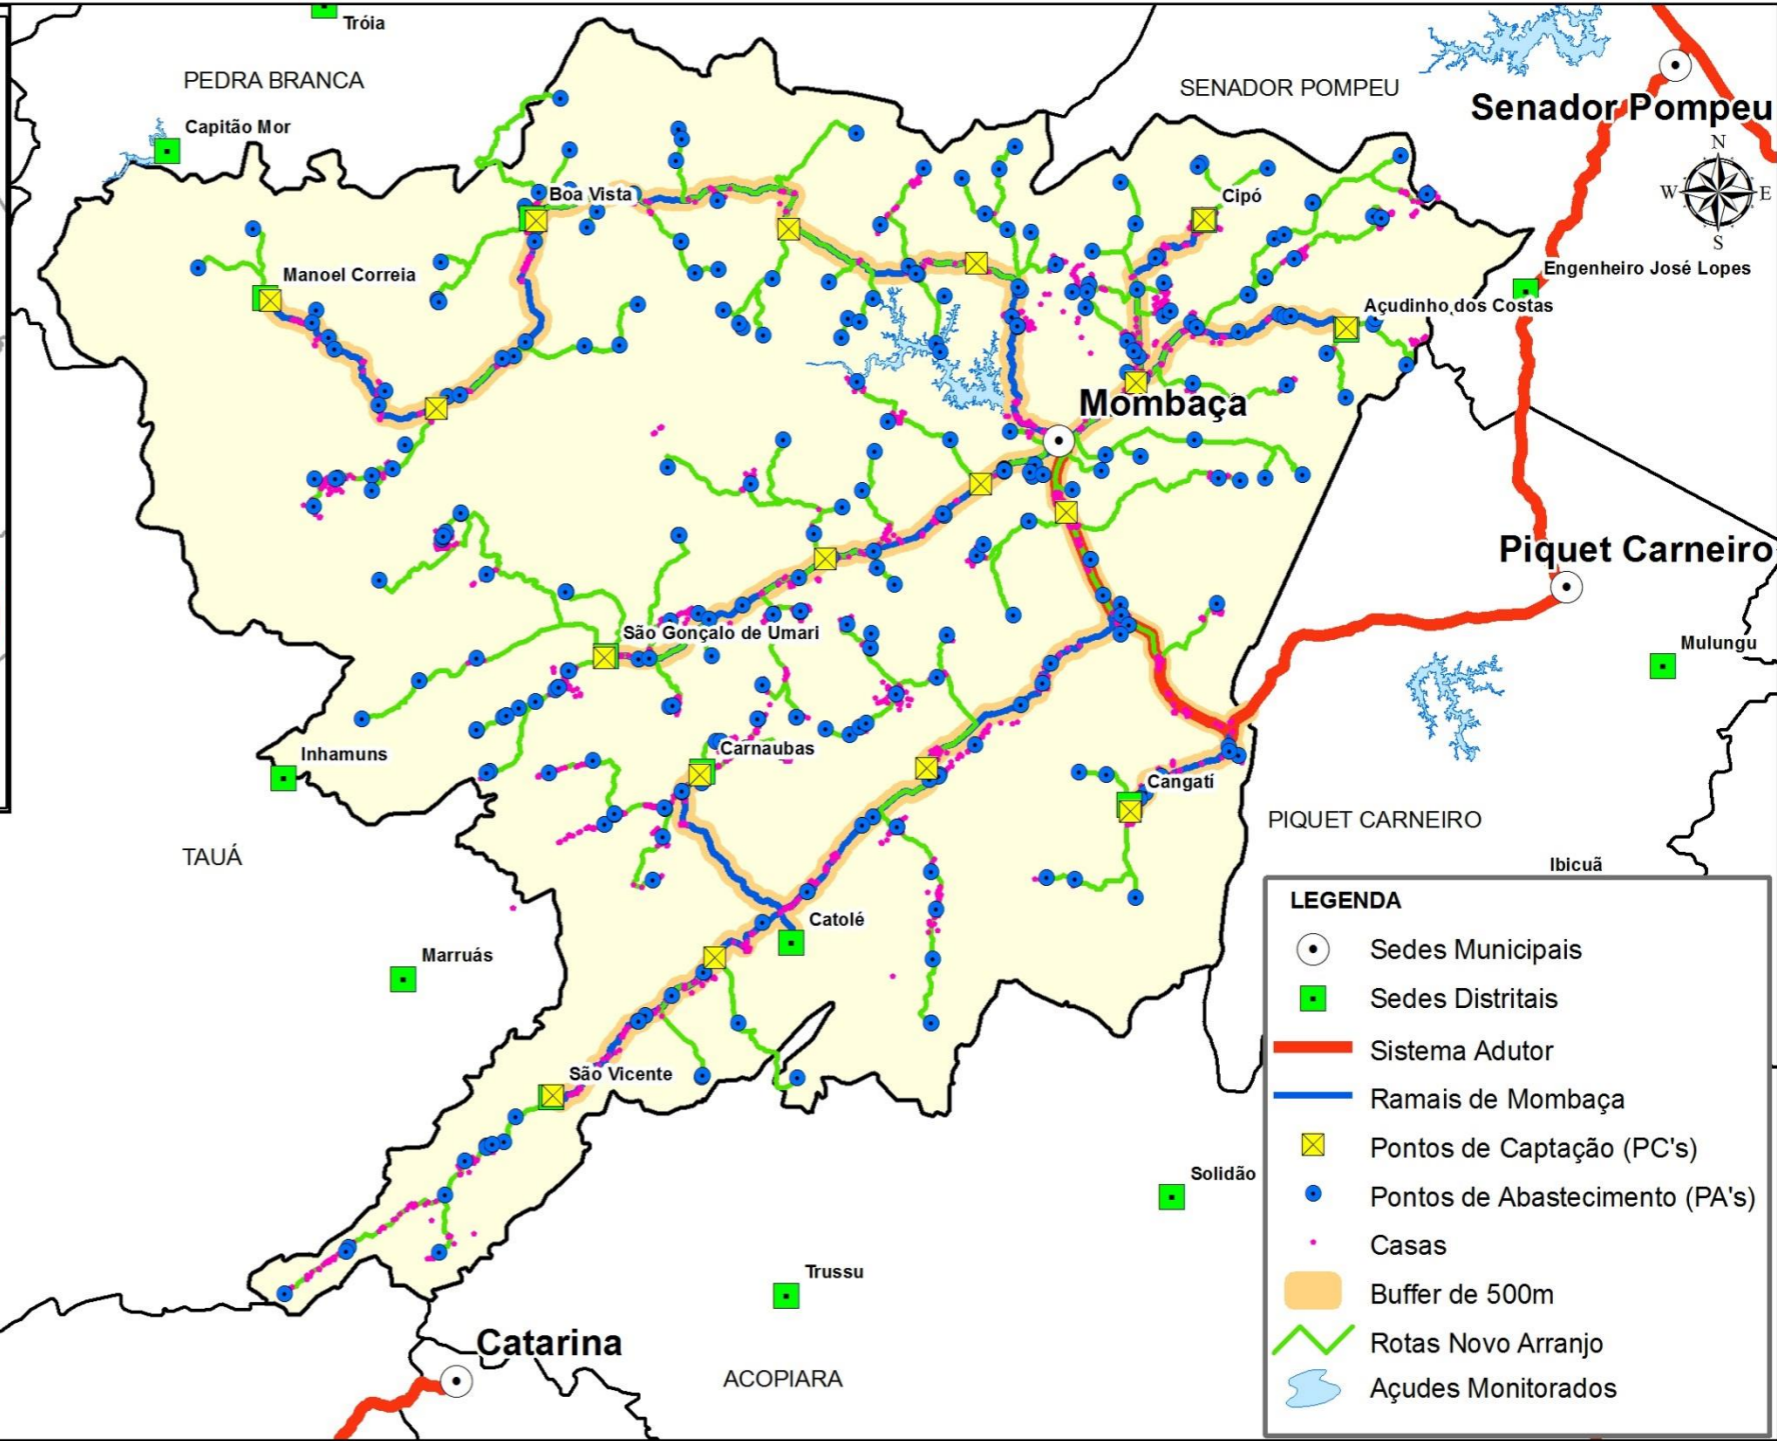 Tróia
PEDRA BRANCA
SENADOR POMPEU
Senador Pompeu
Capitão Mor
N
W E
S
Boa Vista
Cipó
Manoel Correia
Engenheiro José Lopes
Açudinho dos Costas
Mombaça
Piquet Carneiro
São Gonçalo de Umari
Mulungu
Inhamuns
Carnaubas
Cangatí
PIQUET CARNEIRO
TAUÁ
Ibicuã
Catolé
Marruás
São Vicente
Solidão
Trussu
Catarina
ACOPIARA
LEGENDA
Sedes Municipais
Sedes Distritais
Sistema Adutor
Ramais de Mombaça
Pontos de Captação (PC's)
Pontos de Abastecimento (PA's)
Casas
Buffer de 500m
Rotas Novo Arranjo
Açudes Monitorados